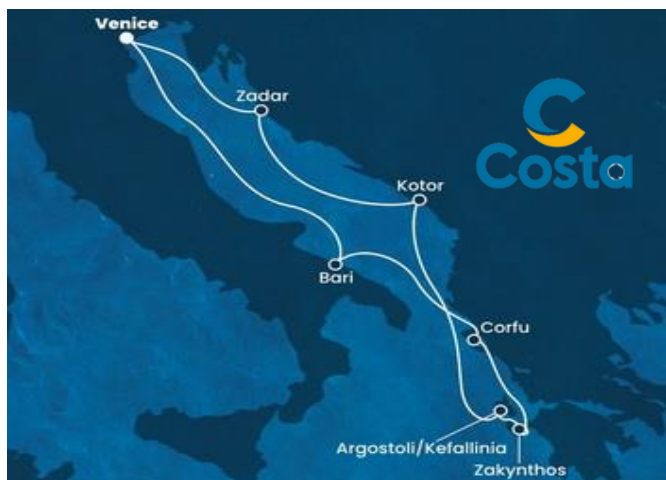 Venice
Zadar
Costa
Kotor
Bari
Corfu
Argostoli/Kefallinia
Zakynthos